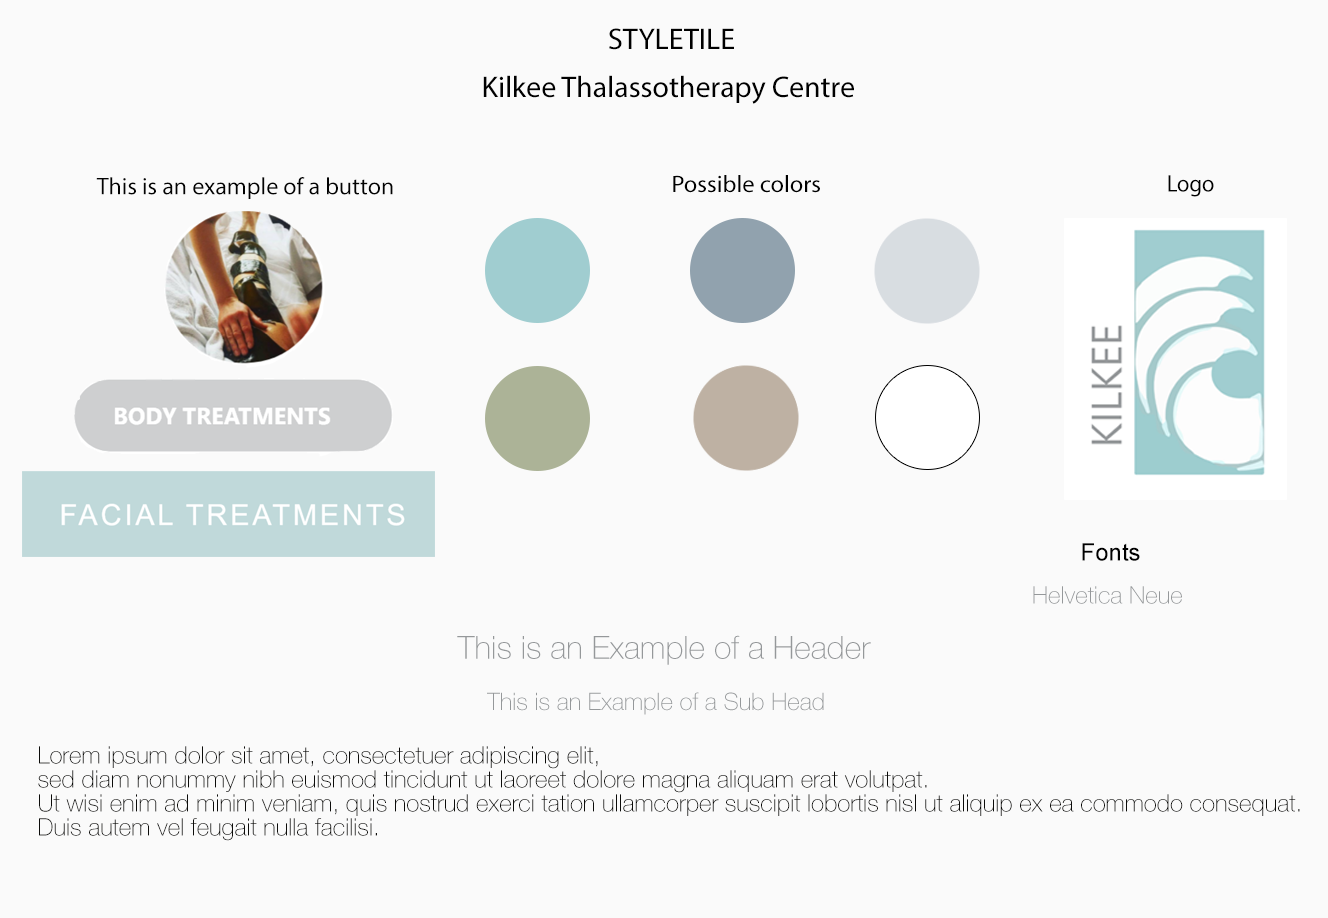 STYLETILE
Kilkee Thalassotherapy Centre
This is an example of a button
Possible colors
Logo
BODY TREATMENTS
FACIAL TREATMENTS
KILKEE
Fonts
Helvetica Neue
This is an Example of a Header
This is an Example of a Sub Head
Lorem ipsum dolor sit amet, consectetuer adipiscing elit,
sed diam nonummy nibh euismod tincidunt ut laoreet dolore magna aliquam erat volutpat.
Ut wisi enim ad minim veniam, quis nostrud exerci tation ullamcorper suscipit lobortis nisl ut aliquip ex ea commodo consequat.
Duis autem vel feugait nulla facilisi.